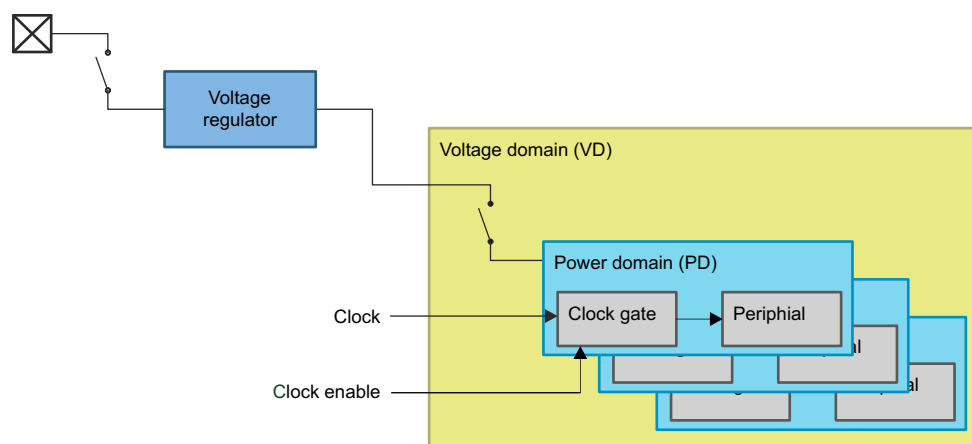 Voltage
regulator
Voltage domain (VD)
Power domain (PD)
Clock
Clock gate
Periphial
Clock enable